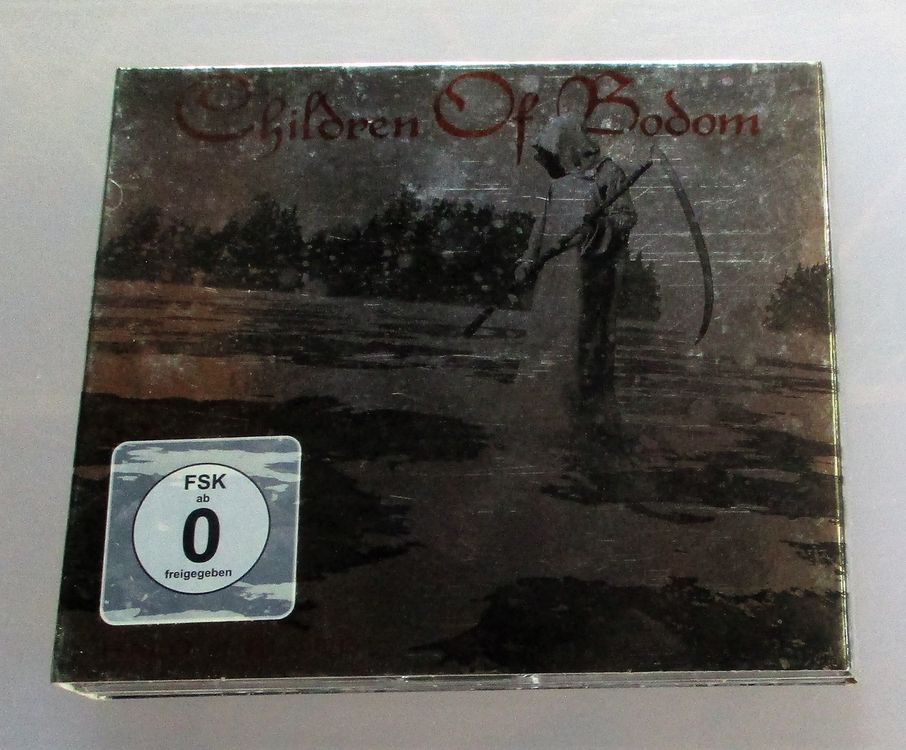 Children Of Bodom
FSK
ab
0
freigegeben